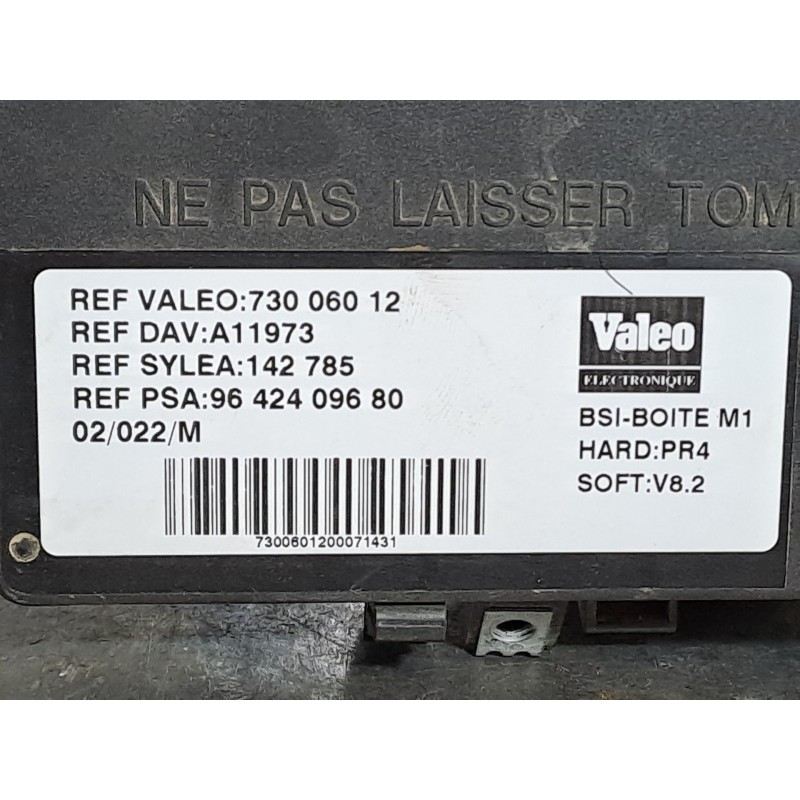 NE PAS LAISSER TOM
REF VALEO:730 060 12
REF DAV:A11973
REF SYLEA:142 785
REF PSA:96 424 096 80
02/022/M
7300601200071431
Valeo
ELECTRONIQUE
BSI-BOITE M1
HARD:PR4
SOFT:V8.2